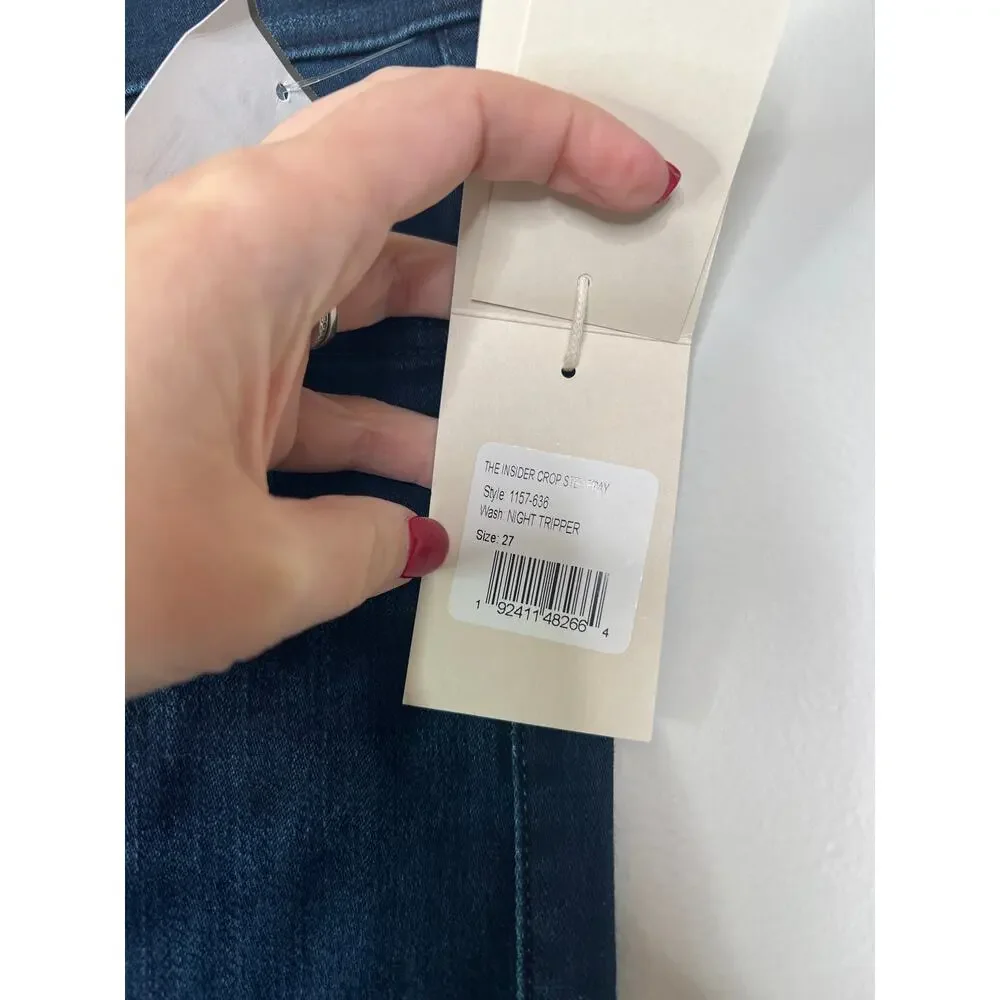 THE INSIDER CROP STEP FRAY
Style: 1157-636
Wash: NIGHT TRIPPER
Size: 27
1 92411 48266 4